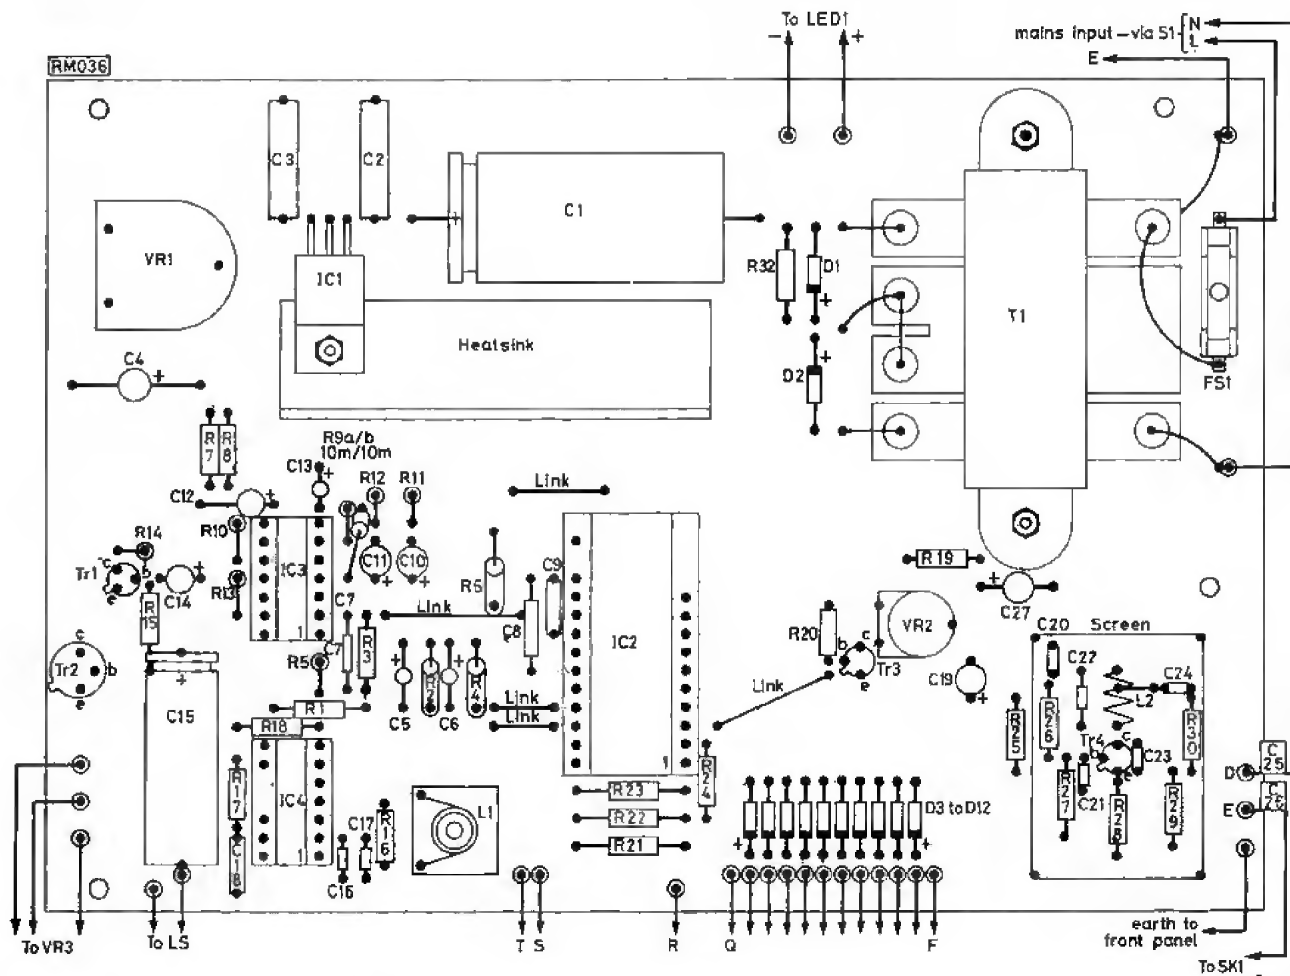 To LED1
- +
mains input – via S1 N
L
E
RM036
C3
C2
C1
VR1
IC1
R32
D1
+
T1
Heatsink
D2
+
FS1
C4
+
R7
R8
R9a/b
10m/10m
C13
+
R12
R11
Link
C12
+
R10
R14
Tr1
c
b
e
C14
+
R13
IC3
C11
+
C10
+
R6
C9
R19
C27
+
R15
C7
C7
R3
Link
C8
IC2
R20
VR2
b
c
e
Tr3
C20
Screen
C22
C24
L2
Tr2
c
b
e
R5
+
C5
R2
+
C6
R4
Link
Link
Link
C19
+
R25
R26
Tr4
b
c
e
C23
R30
C15
+
R1
R18
R24
R17
IC4
1
1
1
R23
R22
R21
L1
R16
C17
C16
C18
D3 to D12
+
+
R27
C21
R28
R29
D
C25
E
C26
To VR3
To LS
T S
R
Q
F
earth to
front panel
To SK1